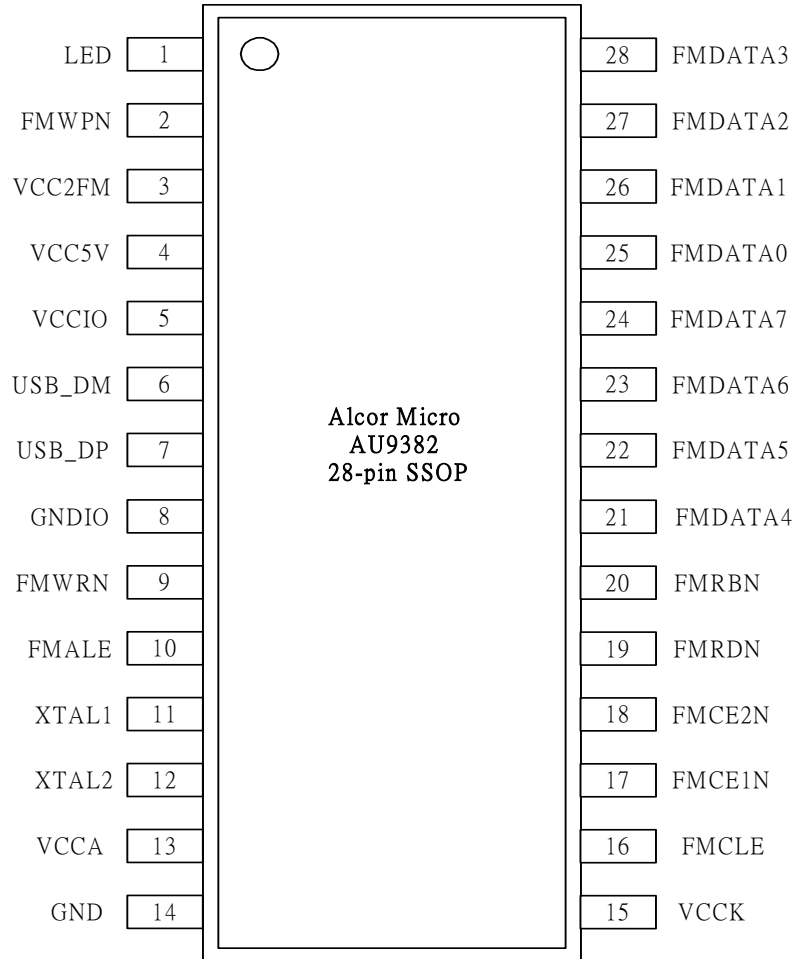 LED 1 28 FMDATA3
FMWPN 2 27 FMDATA2
VCC2FM 3 26 FMDATA1
VCC5V 4 25 FMDATA0
VCCIO 5 24 FMDATA7
USB_DM 6 23 FMDATA6
USB_DP 7 22 FMDATA5
Alcor Micro
AU9382
28-pin SSOP
GNDIO 8 21 FMDATA4
FMWRN 9 20 FMRBN
FMALE 10 19 FMRDN
XTAL1 11 18 FMCE2N
XTAL2 12 17 FMCE1N
VCCA 13 16 FMCLE
GND 14 15 VCCK